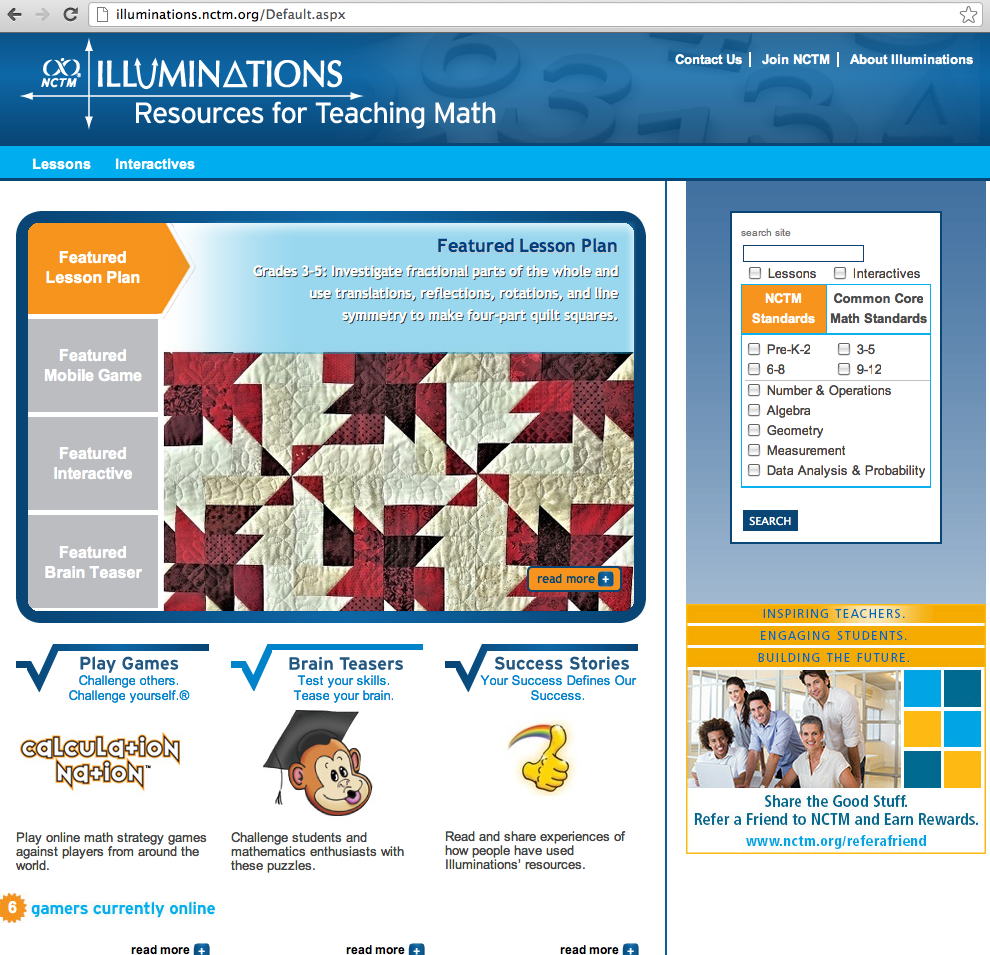 illuminations.nctm.org/Default.aspx
NCTM
ILLUMINATIONS
Resources for Teaching Math
Contact Us | Join NCTM | About Illuminations
Lessons Interactives
Featured
Lesson Plan
Featured
Mobile Game
Featured
Interactive
Featured
Brain Teaser
Featured Lesson Plan
Grades 3-5: Investigate fractional parts of the whole and
use translations, reflections, rotations, and line
symmetry to make four-part quilt squares.
read more +
Play Games
Challenge others.
Challenge yourself.®
CALCULATION
NATION™
Play online math strategy games
against players from around the
world.
6 gamers currently online
read more +
Brain Teasers
Test your skills.
Tease your brain.
Challenge students and
mathematics enthusiasts with
these puzzles.
read more +
Success Stories
Your Success Defines Our
Success.
Read and share experiences of
how people have used
Illuminations' resources.
read more +
search site
Lessons Interactives
NCTM
Standards
Common Core
Math Standards
Pre-K-2 3-5
6-8 9-12
Number & Operations
Algebra
Geometry
Measurement
Data Analysis & Probability
SEARCH
INSPIRING TEACHERS.
ENGAGING STUDENTS.
BUILDING THE FUTURE.
Share the Good Stuff.
Refer a Friend to NCTM and Earn Rewards.
www.nctm.org/referafriend